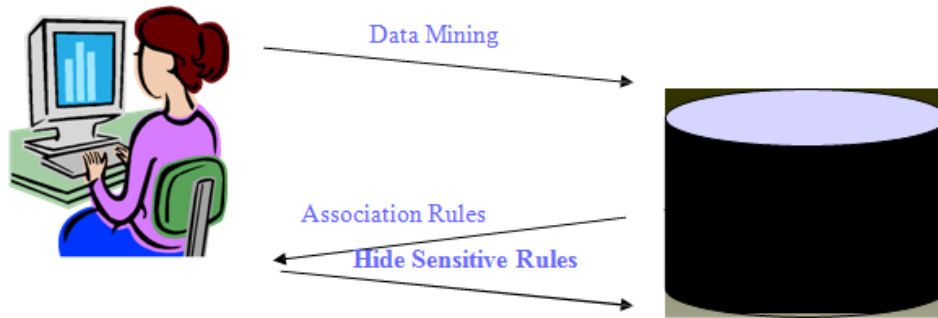 Data Mining
Association Rules
Hide Sensitive Rules